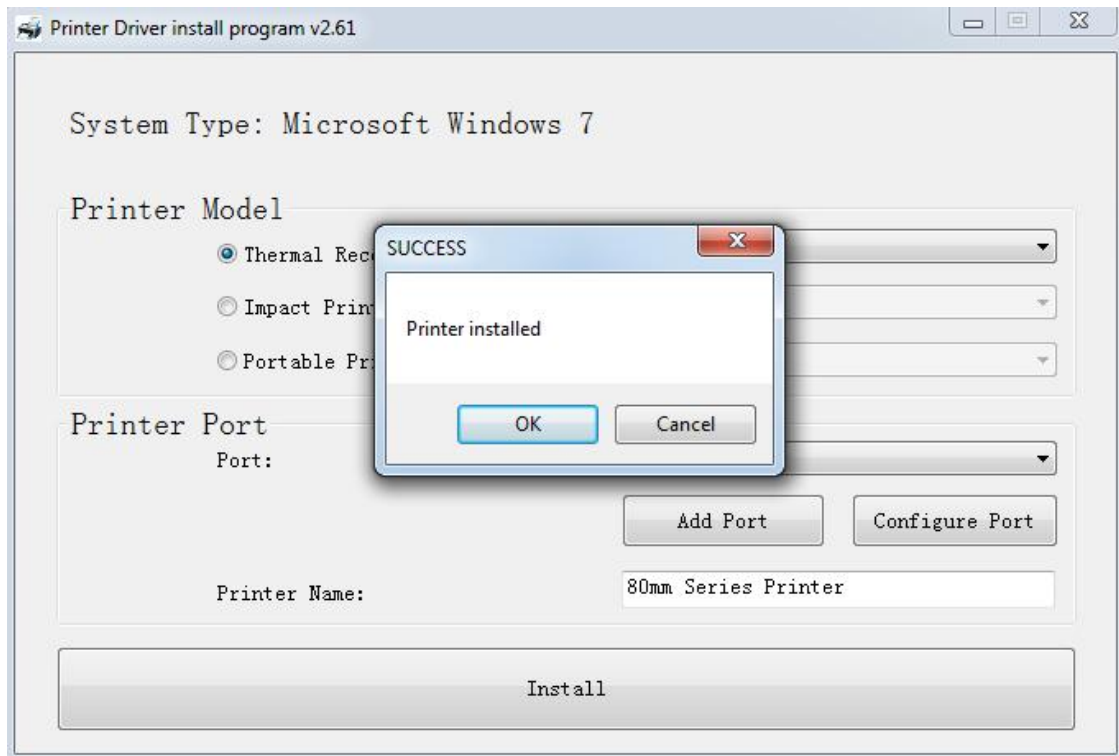 Printer Driver install program v2.61
System Type: Microsoft Windows 7
Printer Model
Thermal Rec
SUCCESS
Impact Prin
Printer installed
Portable Pr
OK
Cancel
Printer Port
Port:
Add Port
Configure Port
Printer Name:
80mm Series Printer
Install